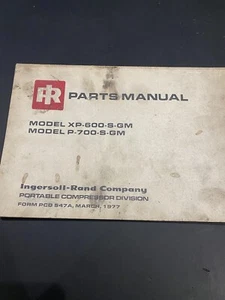 IR PARTS MANUAL
MODEL XP-600-S-GM
MODEL P-700-S-GM
Ingersoll-Rand Company
PORTABLE COMPRESSOR DIVISION
FORM PCD 547A, MARCH, 1977